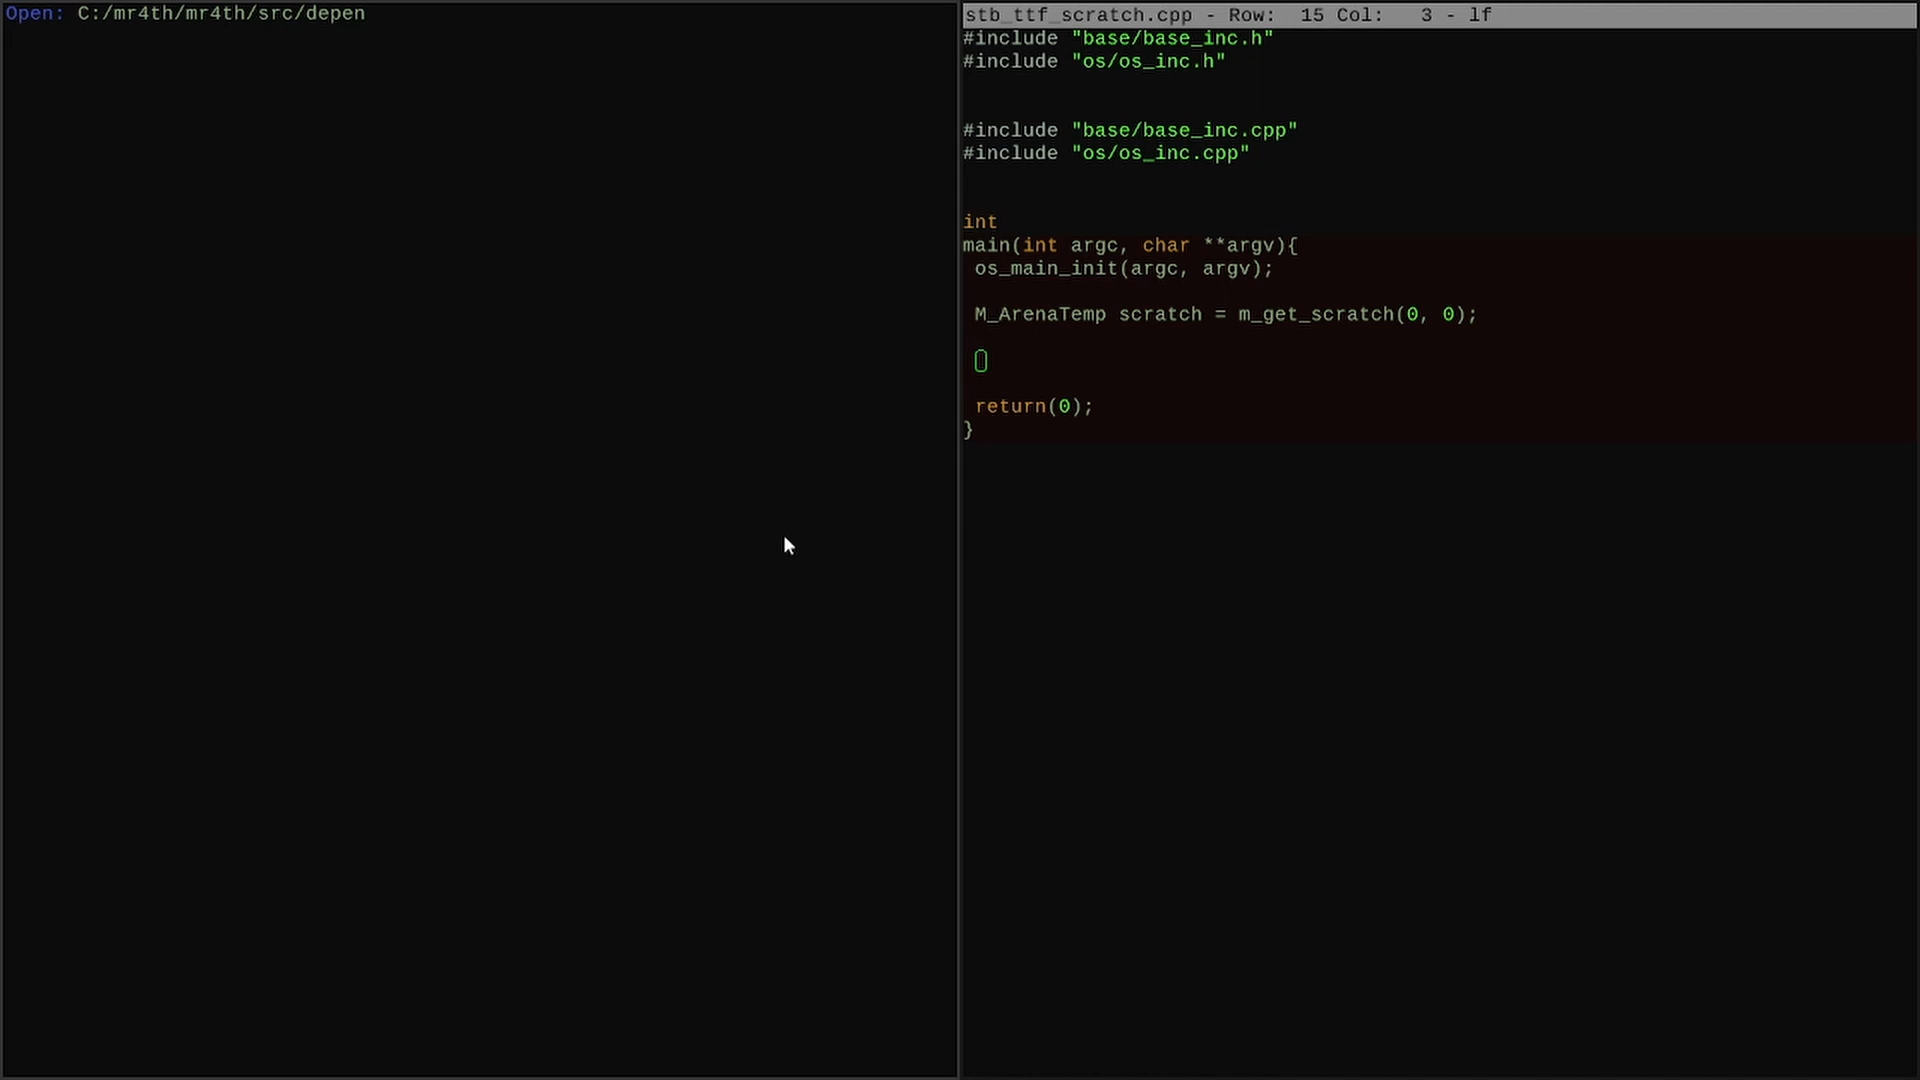 Open: C:/mr4th/mr4th/src/depen
stb_ttf_scratch.cpp - Row:  15 Col:   3 - lf
#include "base/base_inc.h"
#include "os/os_inc.h"
#include "base/base_inc.cpp"
#include "os/os_inc.cpp"
int
main(int argc, char **argv){
 os_main_init(argc, argv);
 M_ArenaTemp scratch = m_get_scratch(0, 0);
 return(0);
}